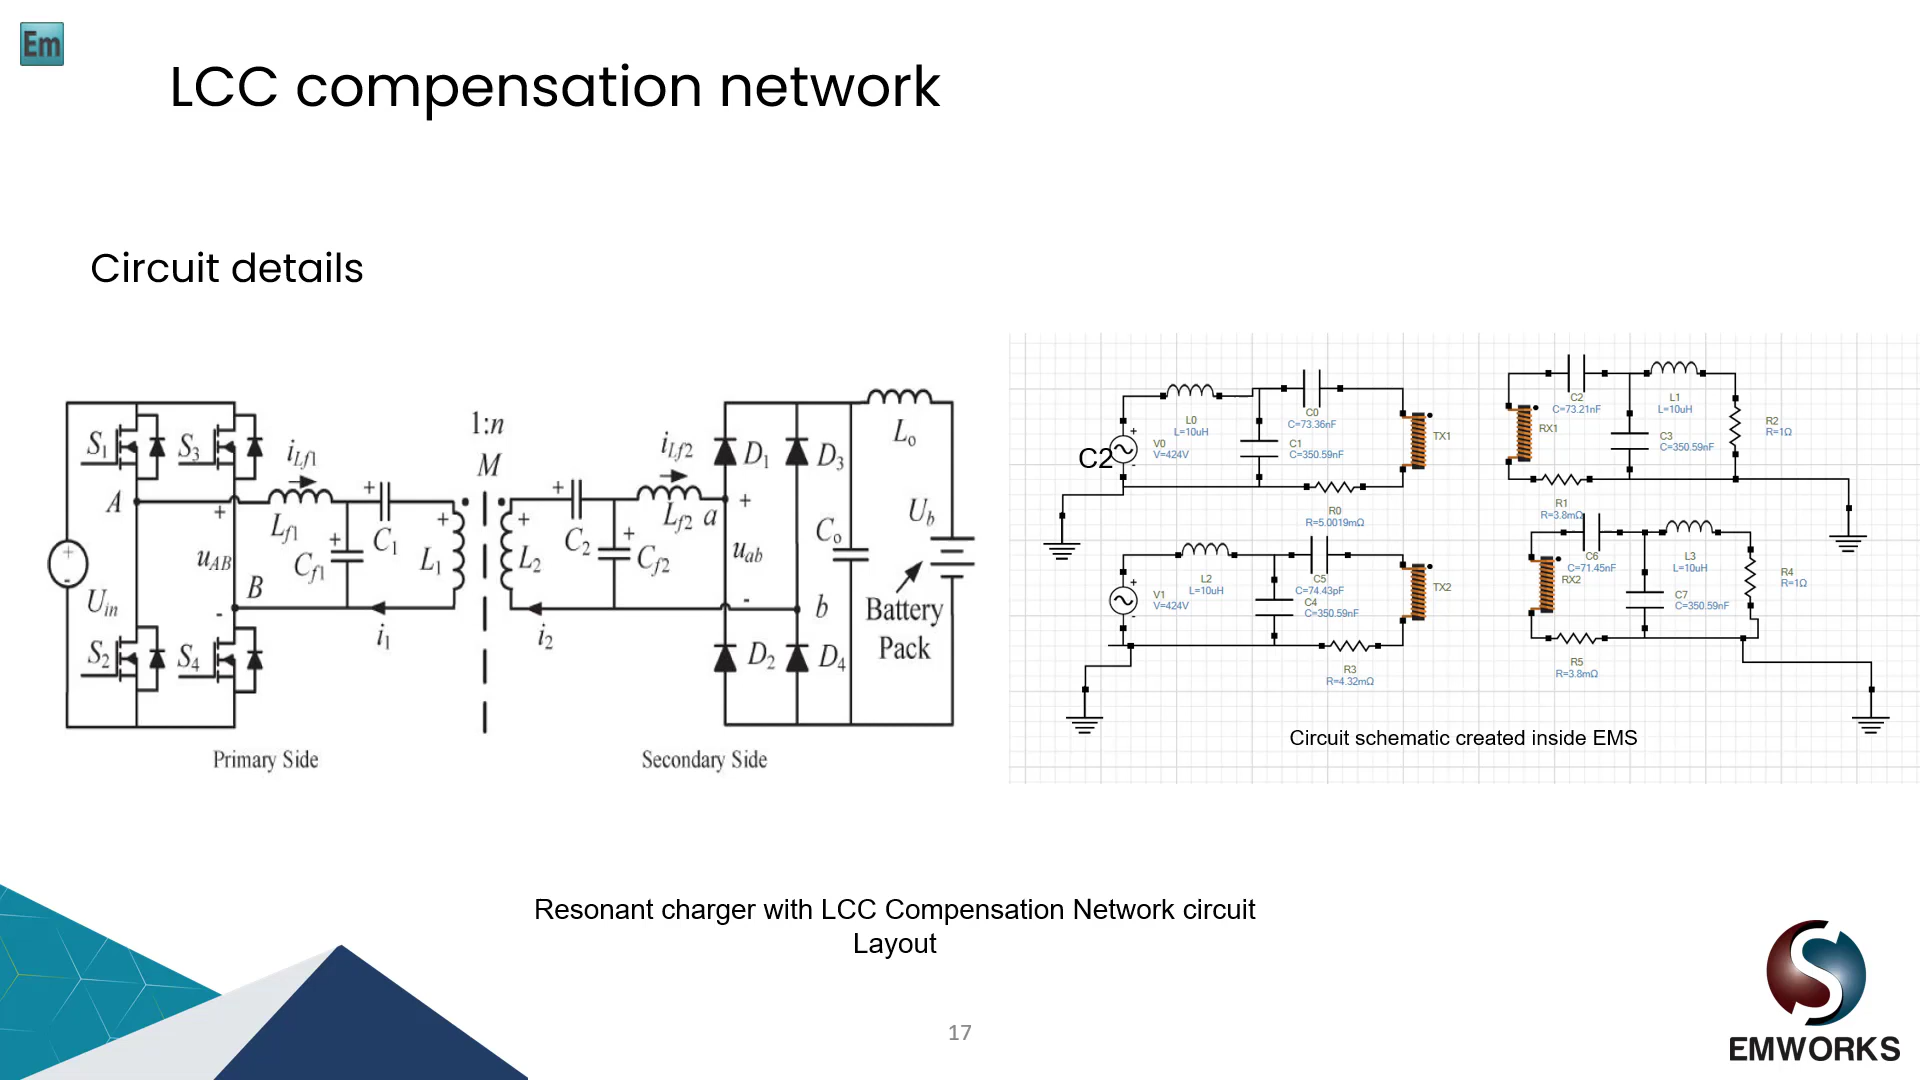 Em
LCC compensation network
Circuit details
S1
S3
iLf1
1:n
M
iLf2
D1
D3
Lo
A
+
Lf1
+
C1
+
+
C2
+
Lf2
a
+
Co
Ub
uAB
Cf1
+
L1
L2
Cf2
uab
Uin
B
-
i1
i2
-
b
Battery
Pack
S2
S4
D2
D4
Primary Side
Secondary Side
C2
+
-
V0
V=424V
L0
L=10uH
C0
C=73.36nF
C1
C=350.59nF
TX1
R0
R=5.0019mΩ
C2
C=73.21nF
L1
L=10uH
RX1
C3
C=350.59nF
R2
R=1Ω
R1
R=3.8mΩ
+
-
V1
V=424V
L2
L=10uH
C5
C=74.43pF
C4
C=350.59nF
TX2
R3
R=4.32mΩ
C6
C=71.45nF
L3
L=10uH
RX2
C7
C=350.59nF
R4
R=1Ω
R5
R=3.8mΩ
Circuit schematic created inside EMS
Resonant charger with LCC Compensation Network circuit
Layout
17
S
EMWORKS